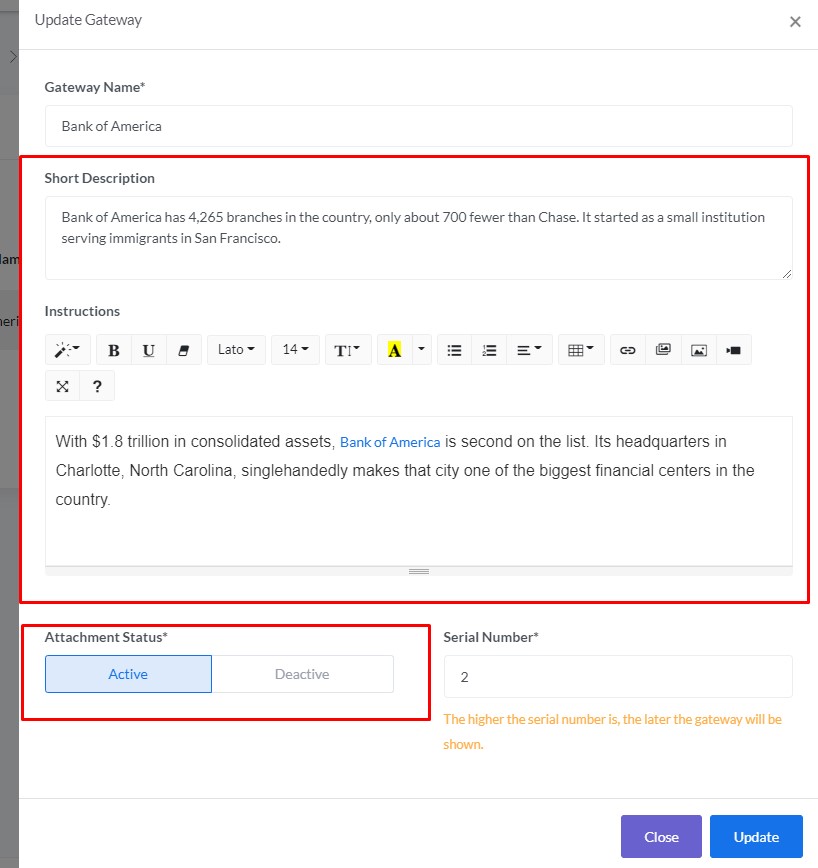 Update Gateway
×
Gateway Name*
Bank of America
Short Description
Bank of America has 4,265 branches in the country, only about 700 fewer than Chase. It started as a small institution
serving immigrants in San Francisco.
Instructions
B U Lato 14 TI A
?
With $1.8 trillion in consolidated assets, Bank of America is second on the list. Its headquarters in
Charlotte, North Carolina, singlehandedly makes that city one of the biggest financial centers in the
country.
Attachment Status*
Active Deactive
Serial Number*
2
The higher the serial number is, the later the gateway will be
shown.
Close Update